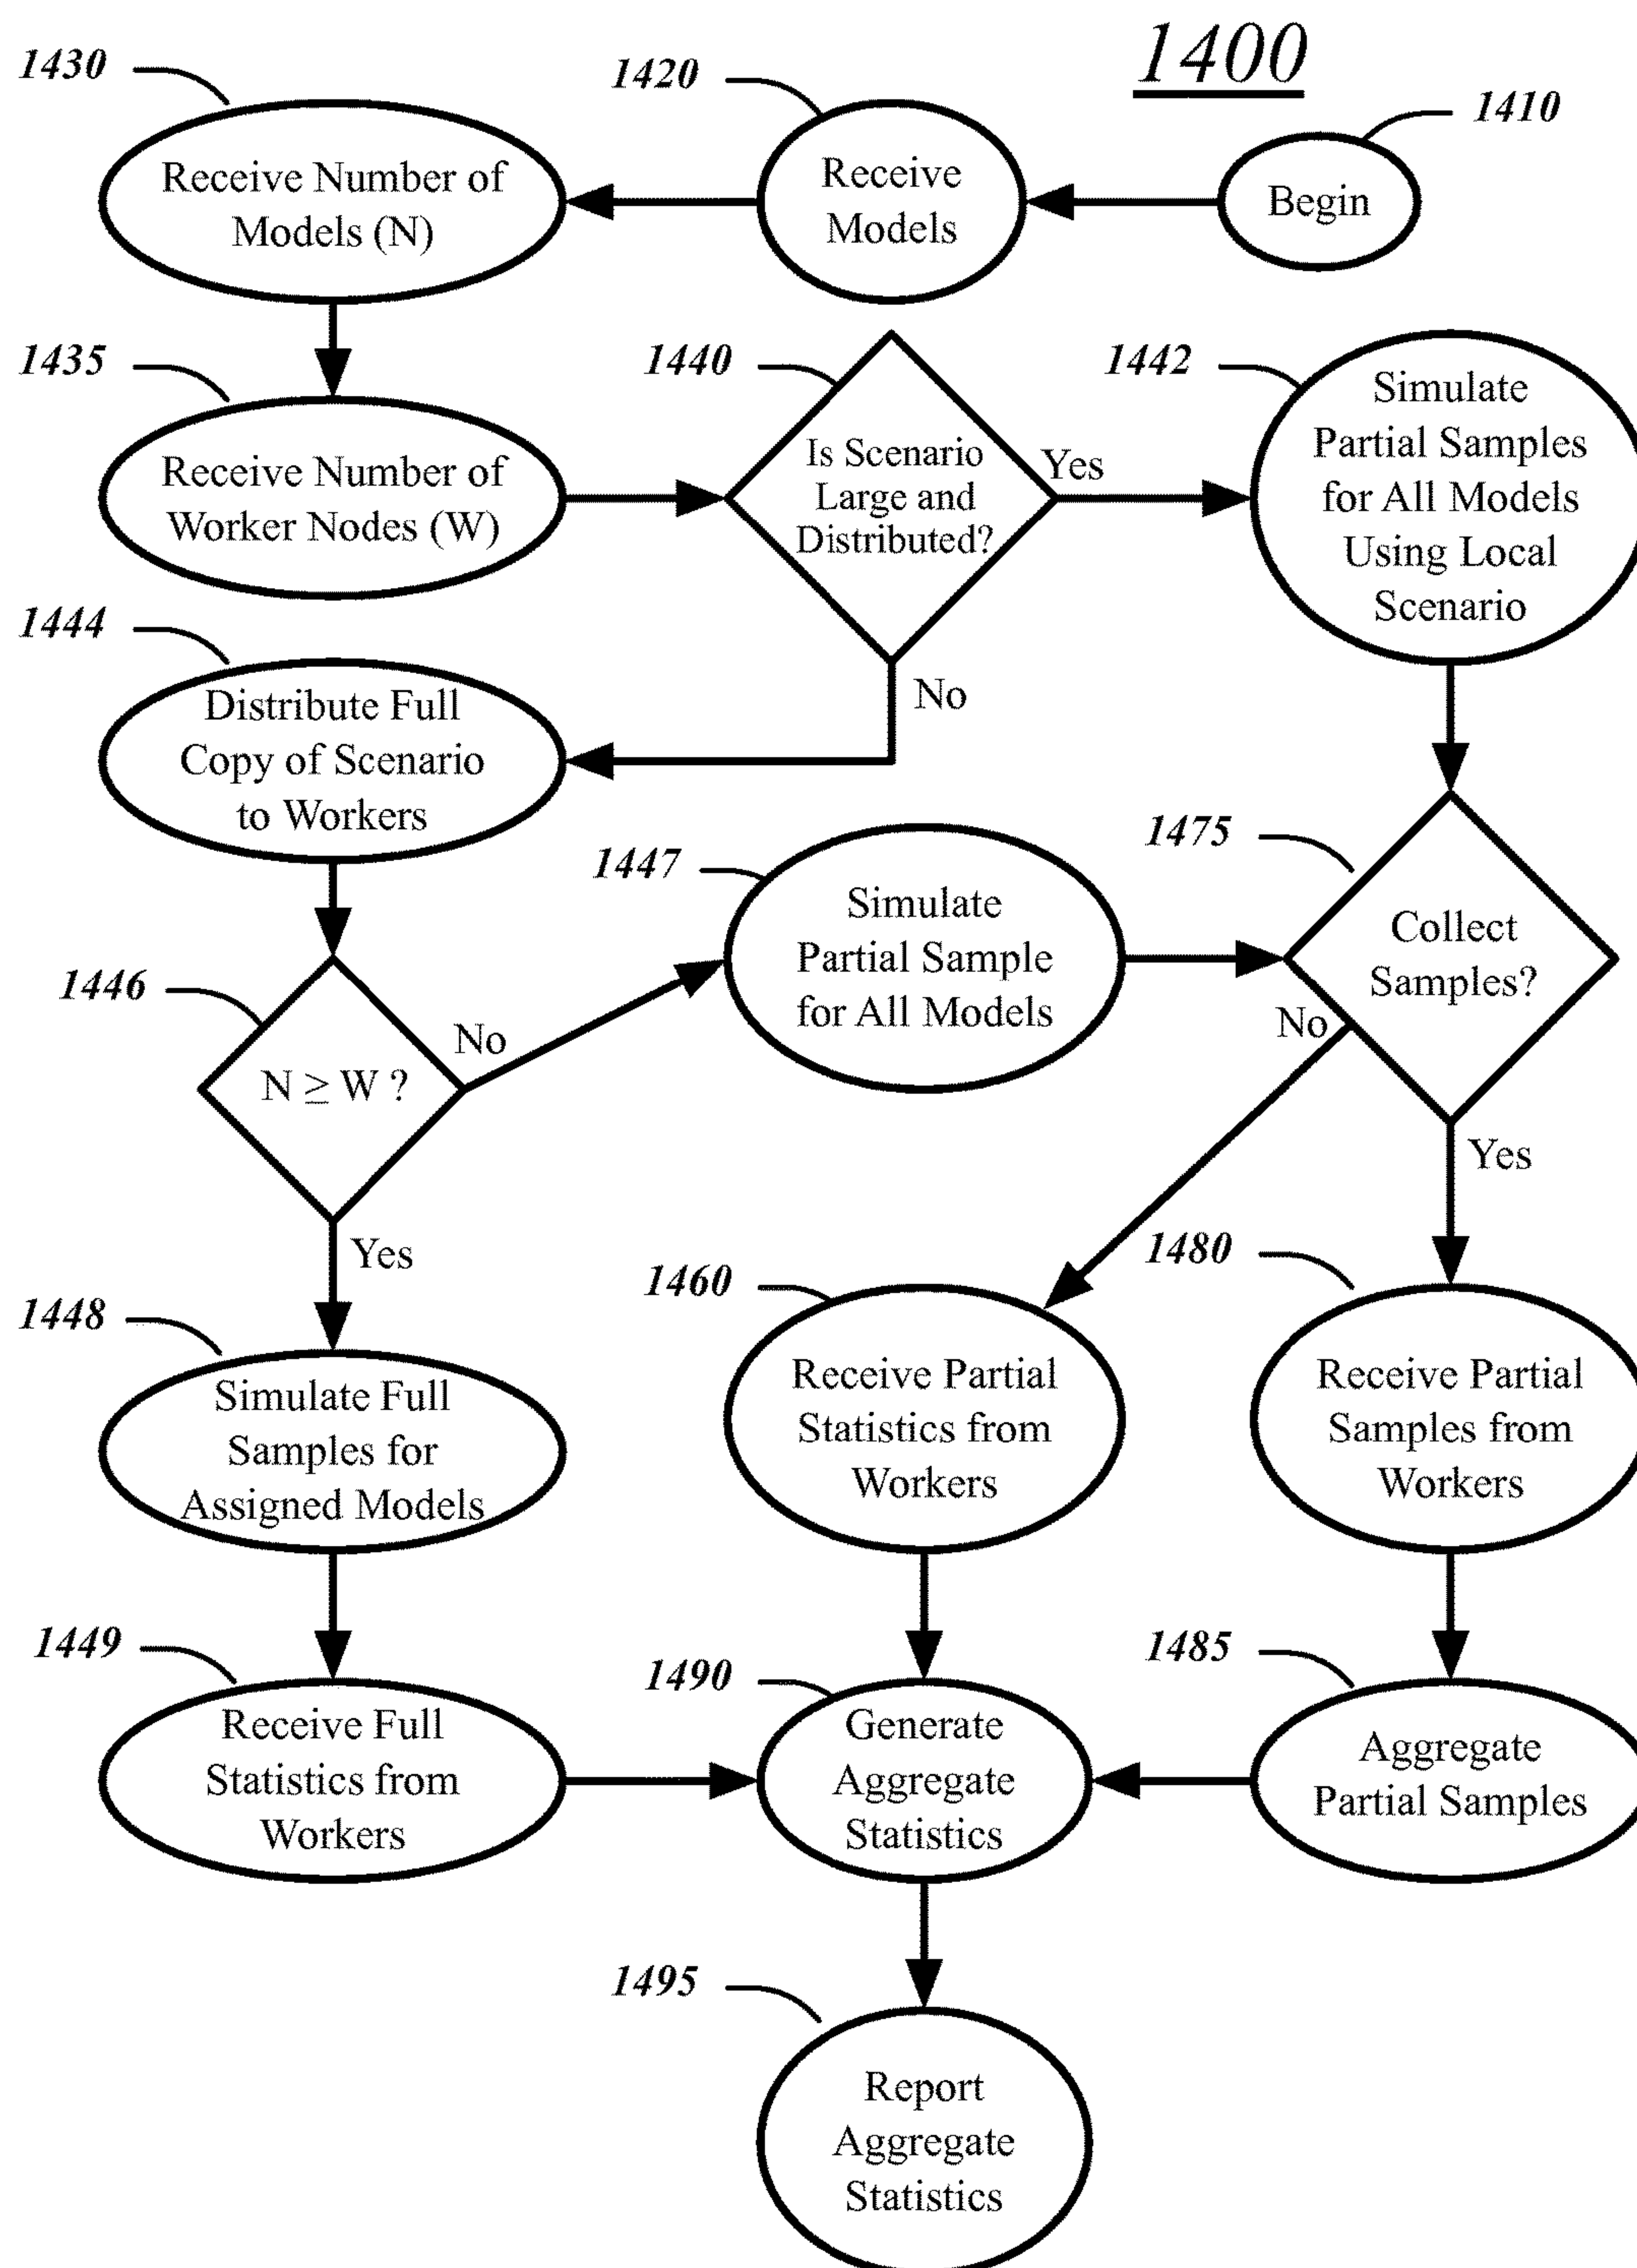 1400
1430
1420
1410
Receive Number of
Models (N)
Receive
Models
Begin
1435
1440
1442
Receive Number of
Worker Nodes (W)
Is Scenario
Large and
Distributed?
Yes
No
Simulate
Partial Samples
for All Models
Using Local
Scenario
1444
Distribute Full
Copy of Scenario
to Workers
1447
Simulate
Partial Sample
for All Models
1475
Collect
Samples?
No
Yes
1446
N ≥ W ?
No
Yes
1448
Simulate Full
Samples for
Assigned Models
1460
Receive Partial
Statistics from
Workers
1480
Receive Partial
Samples from
Workers
1449
Receive Full
Statistics from
Workers
1490
Generate
Aggregate
Statistics
1485
Aggregate
Partial Samples
1495
Report
Aggregate
Statistics